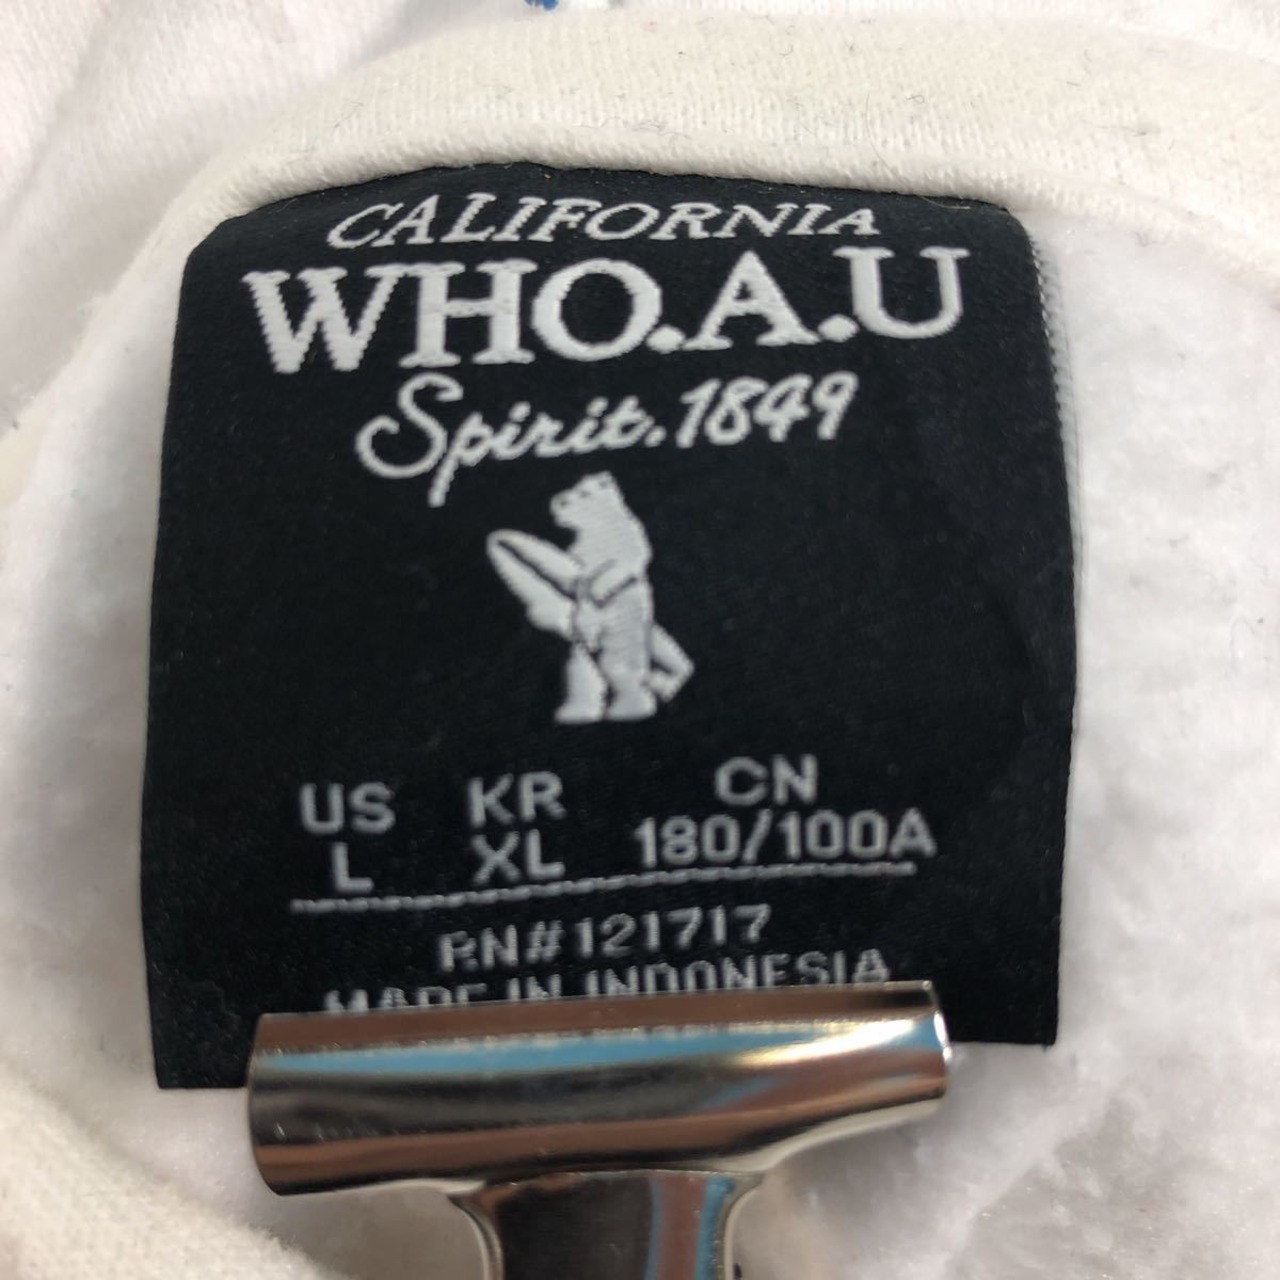 CALIFORNIA
WHO.A.U
Spirit.1849
US KR CN
L XL 180/100A
RN#121717
MADE IN INDONESIA